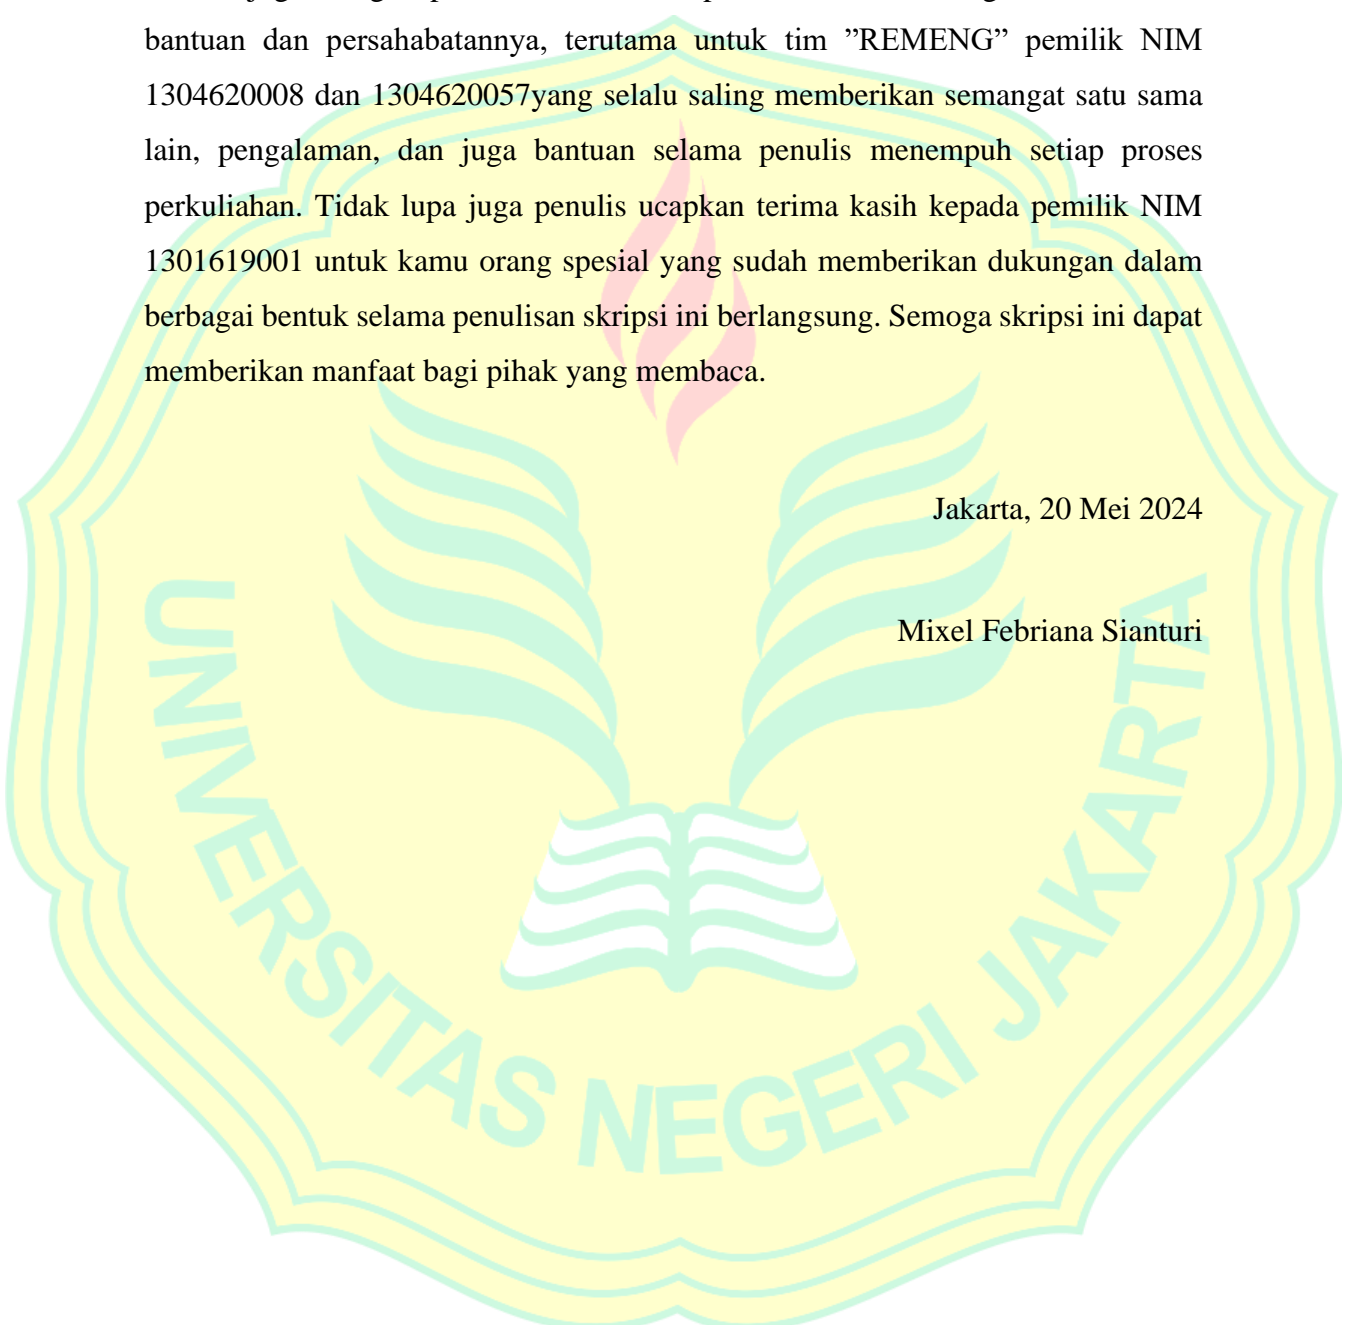 bantuan dan persahabatannya, terutama untuk tim ”REMENG” pemilik NIM
1304620008 dan 1304620057yang selalu saling memberikan semangat satu sama
lain, pengalaman, dan juga bantuan selama penulis menempuh setiap proses
perkuliahan. Tidak lupa juga penulis ucapkan terima kasih kepada pemilik NIM
1301619001 untuk kamu orang spesial yang sudah memberikan dukungan dalam
berbagai bentuk selama penulisan skripsi ini berlangsung. Semoga skripsi ini dapat
memberikan manfaat bagi pihak yang membaca.
Jakarta, 20 Mei 2024
Mixel Febriana Sianturi
UNIVERSITAS NEGERI JAKARTA